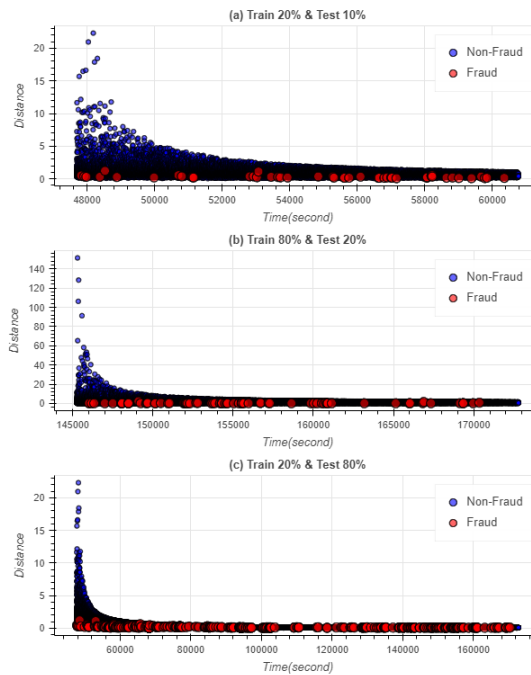 (a) Train 20% & Test 10%
20
15
10
5
0
Distance
Non-Fraud
Fraud
48000 50000 52000 54000 56000 58000 60000
Time(second)
(b) Train 80% & Test 20%
140
120
100
80
60
40
20
0
Distance
Non-Fraud
Fraud
145000 150000 155000 160000 165000 170000
Time(second)
(c) Train 20% & Test 80%
20
15
10
5
0
Distance
Non-Fraud
Fraud
60000 80000 100000 120000 140000 160000
Time(second)